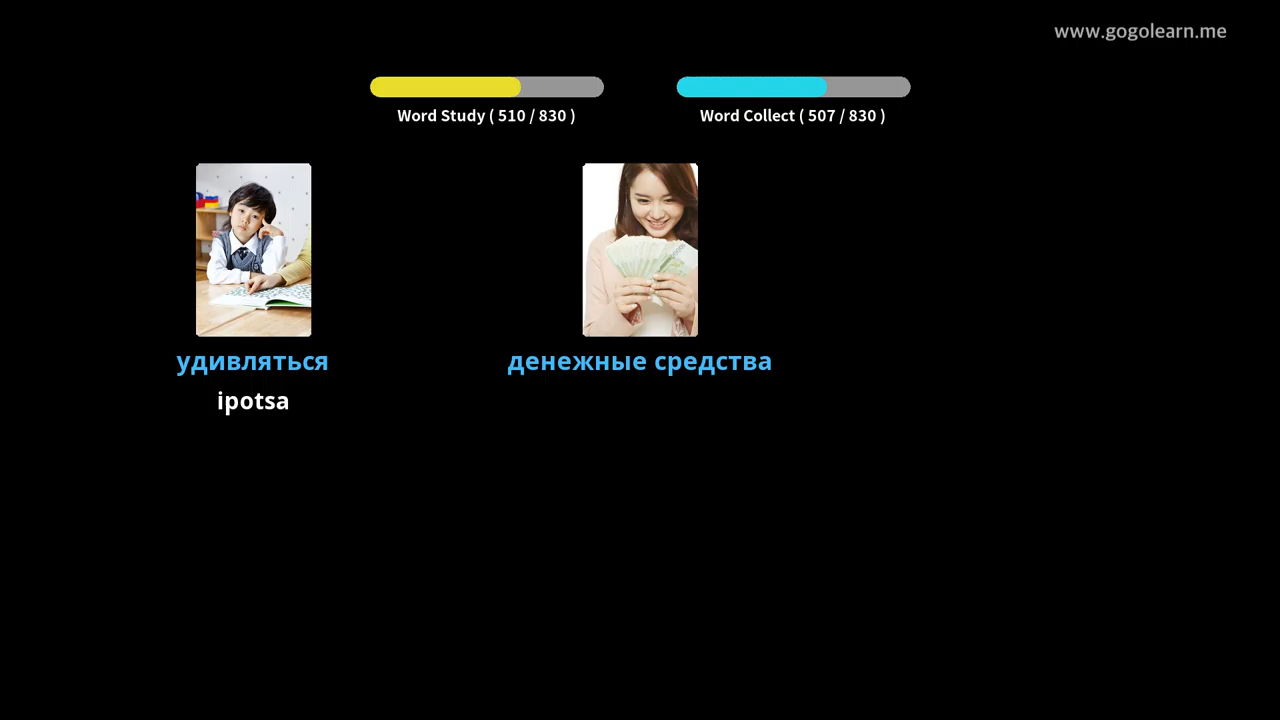 www.gogolearn.me
Word Study ( 510 / 830 )
Word Collect ( 507 / 830 )
удивляться
денежные средства
ipotsa